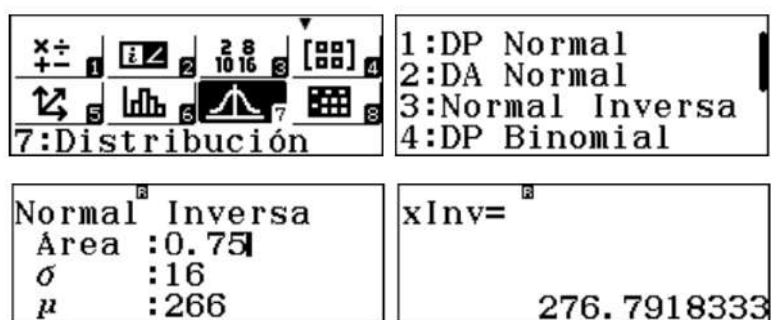 ×÷ +− 1 i∠ 2 2 8 10 16 3 [88] 4
5 6 7 8
7:Distribución
1:DP Normal
2:DA Normal
3:Normal Inversa
4:DP Binomial
R
Normal Inversa
Área :0.75
σ :16
μ :266
R
xInv=
276.7918333